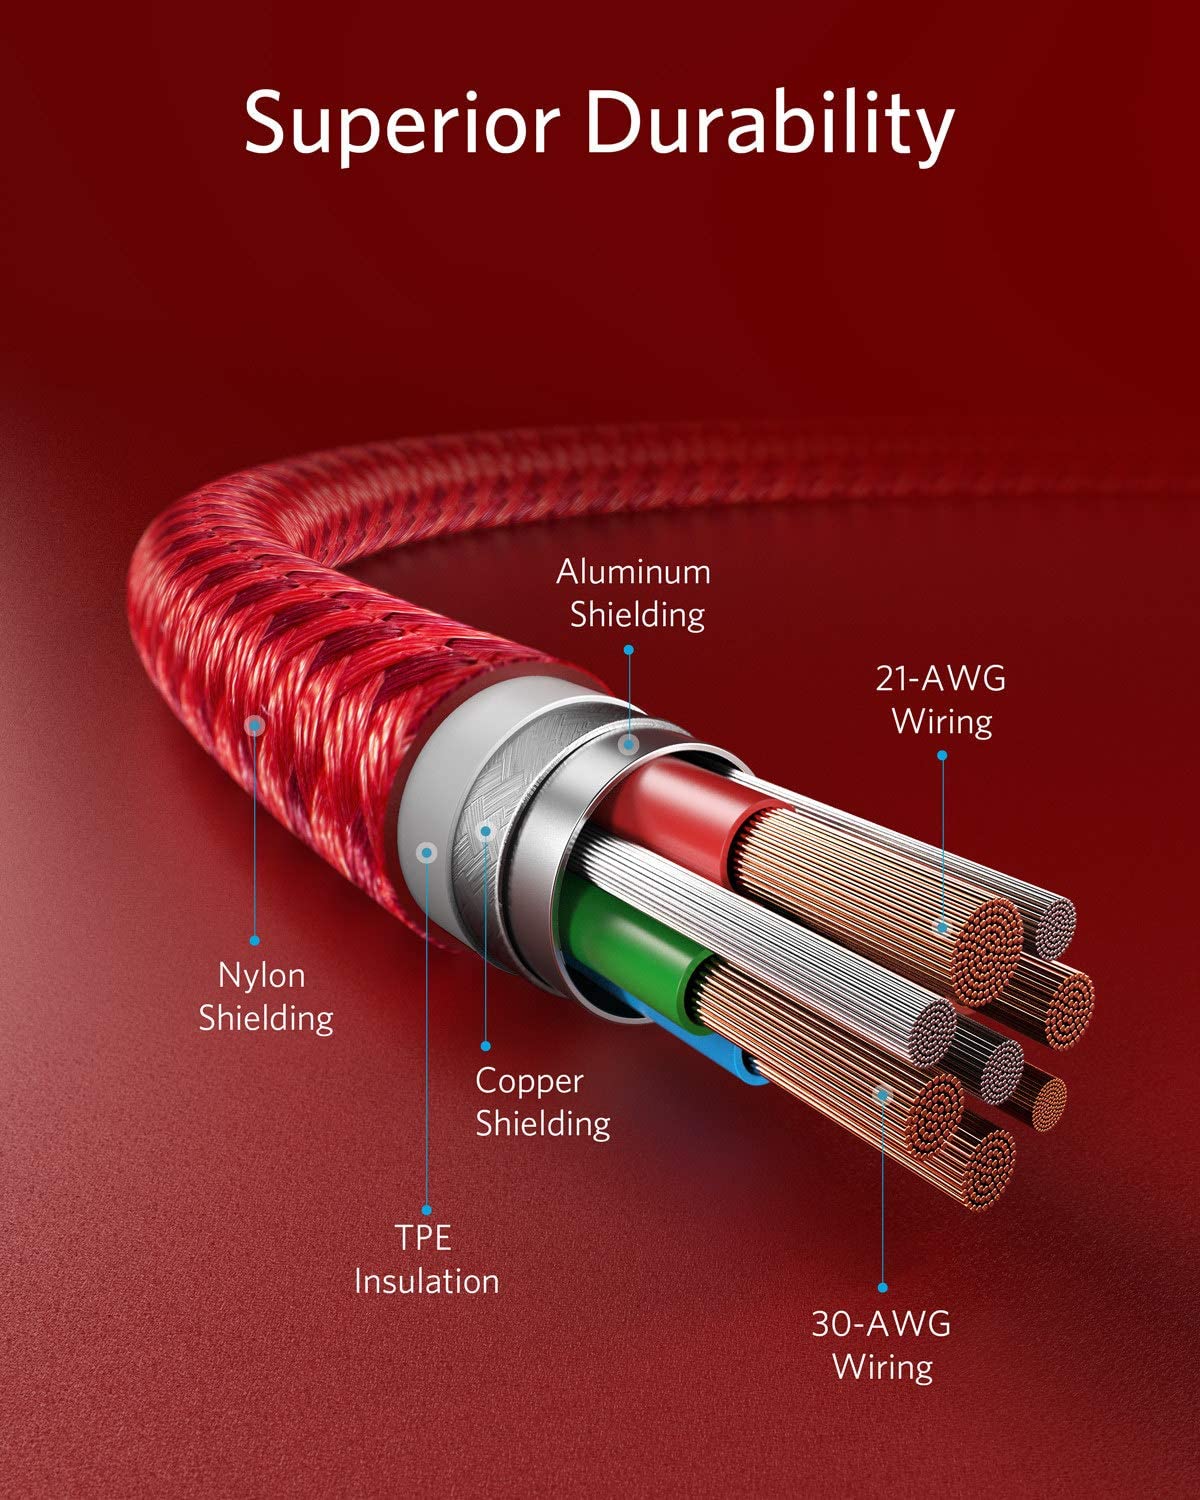 Superior Durability
Aluminum
Shielding
21-AWG
Wiring
Nylon
Shielding
Copper
Shielding
TPE
Insulation
30-AWG
Wiring